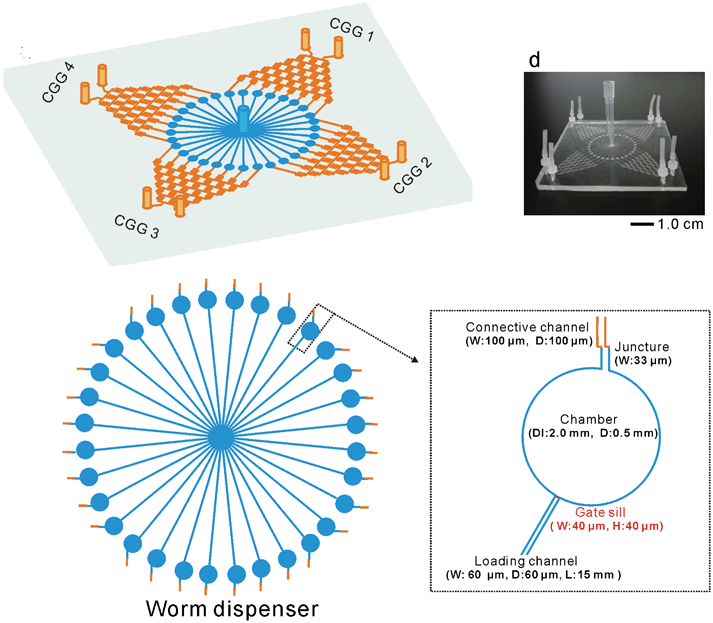 CGG 1
d
CGG 4
CGG 2
CGG 3
1.0 cm
Connective channel
(W:100 µm, D:100 µm)
Juncture
(W:33 µm)
Chamber
(DI:2.0 mm, D:0.5 mm)
Gate sill
( W:40 µm, H:40 µm)
Loading channel
(W: 60 µm, D:60 µm, L:15 mm )
Worm dispenser